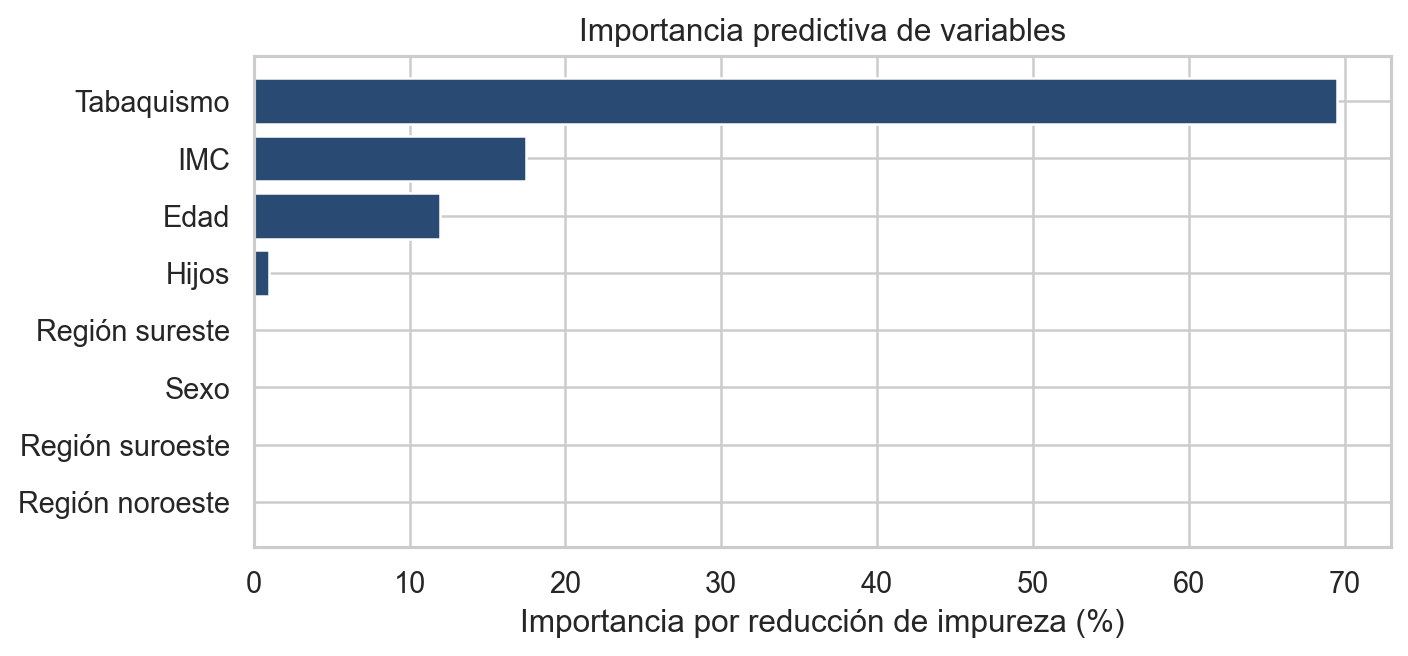 Importancia predictiva de variables
Tabaquismo
IMC
Edad
Hijos
Región sureste
Sexo
Región suroeste
Región noroeste
0 10 20 30 40 50 60 70
Importancia por reducción de impureza (%)